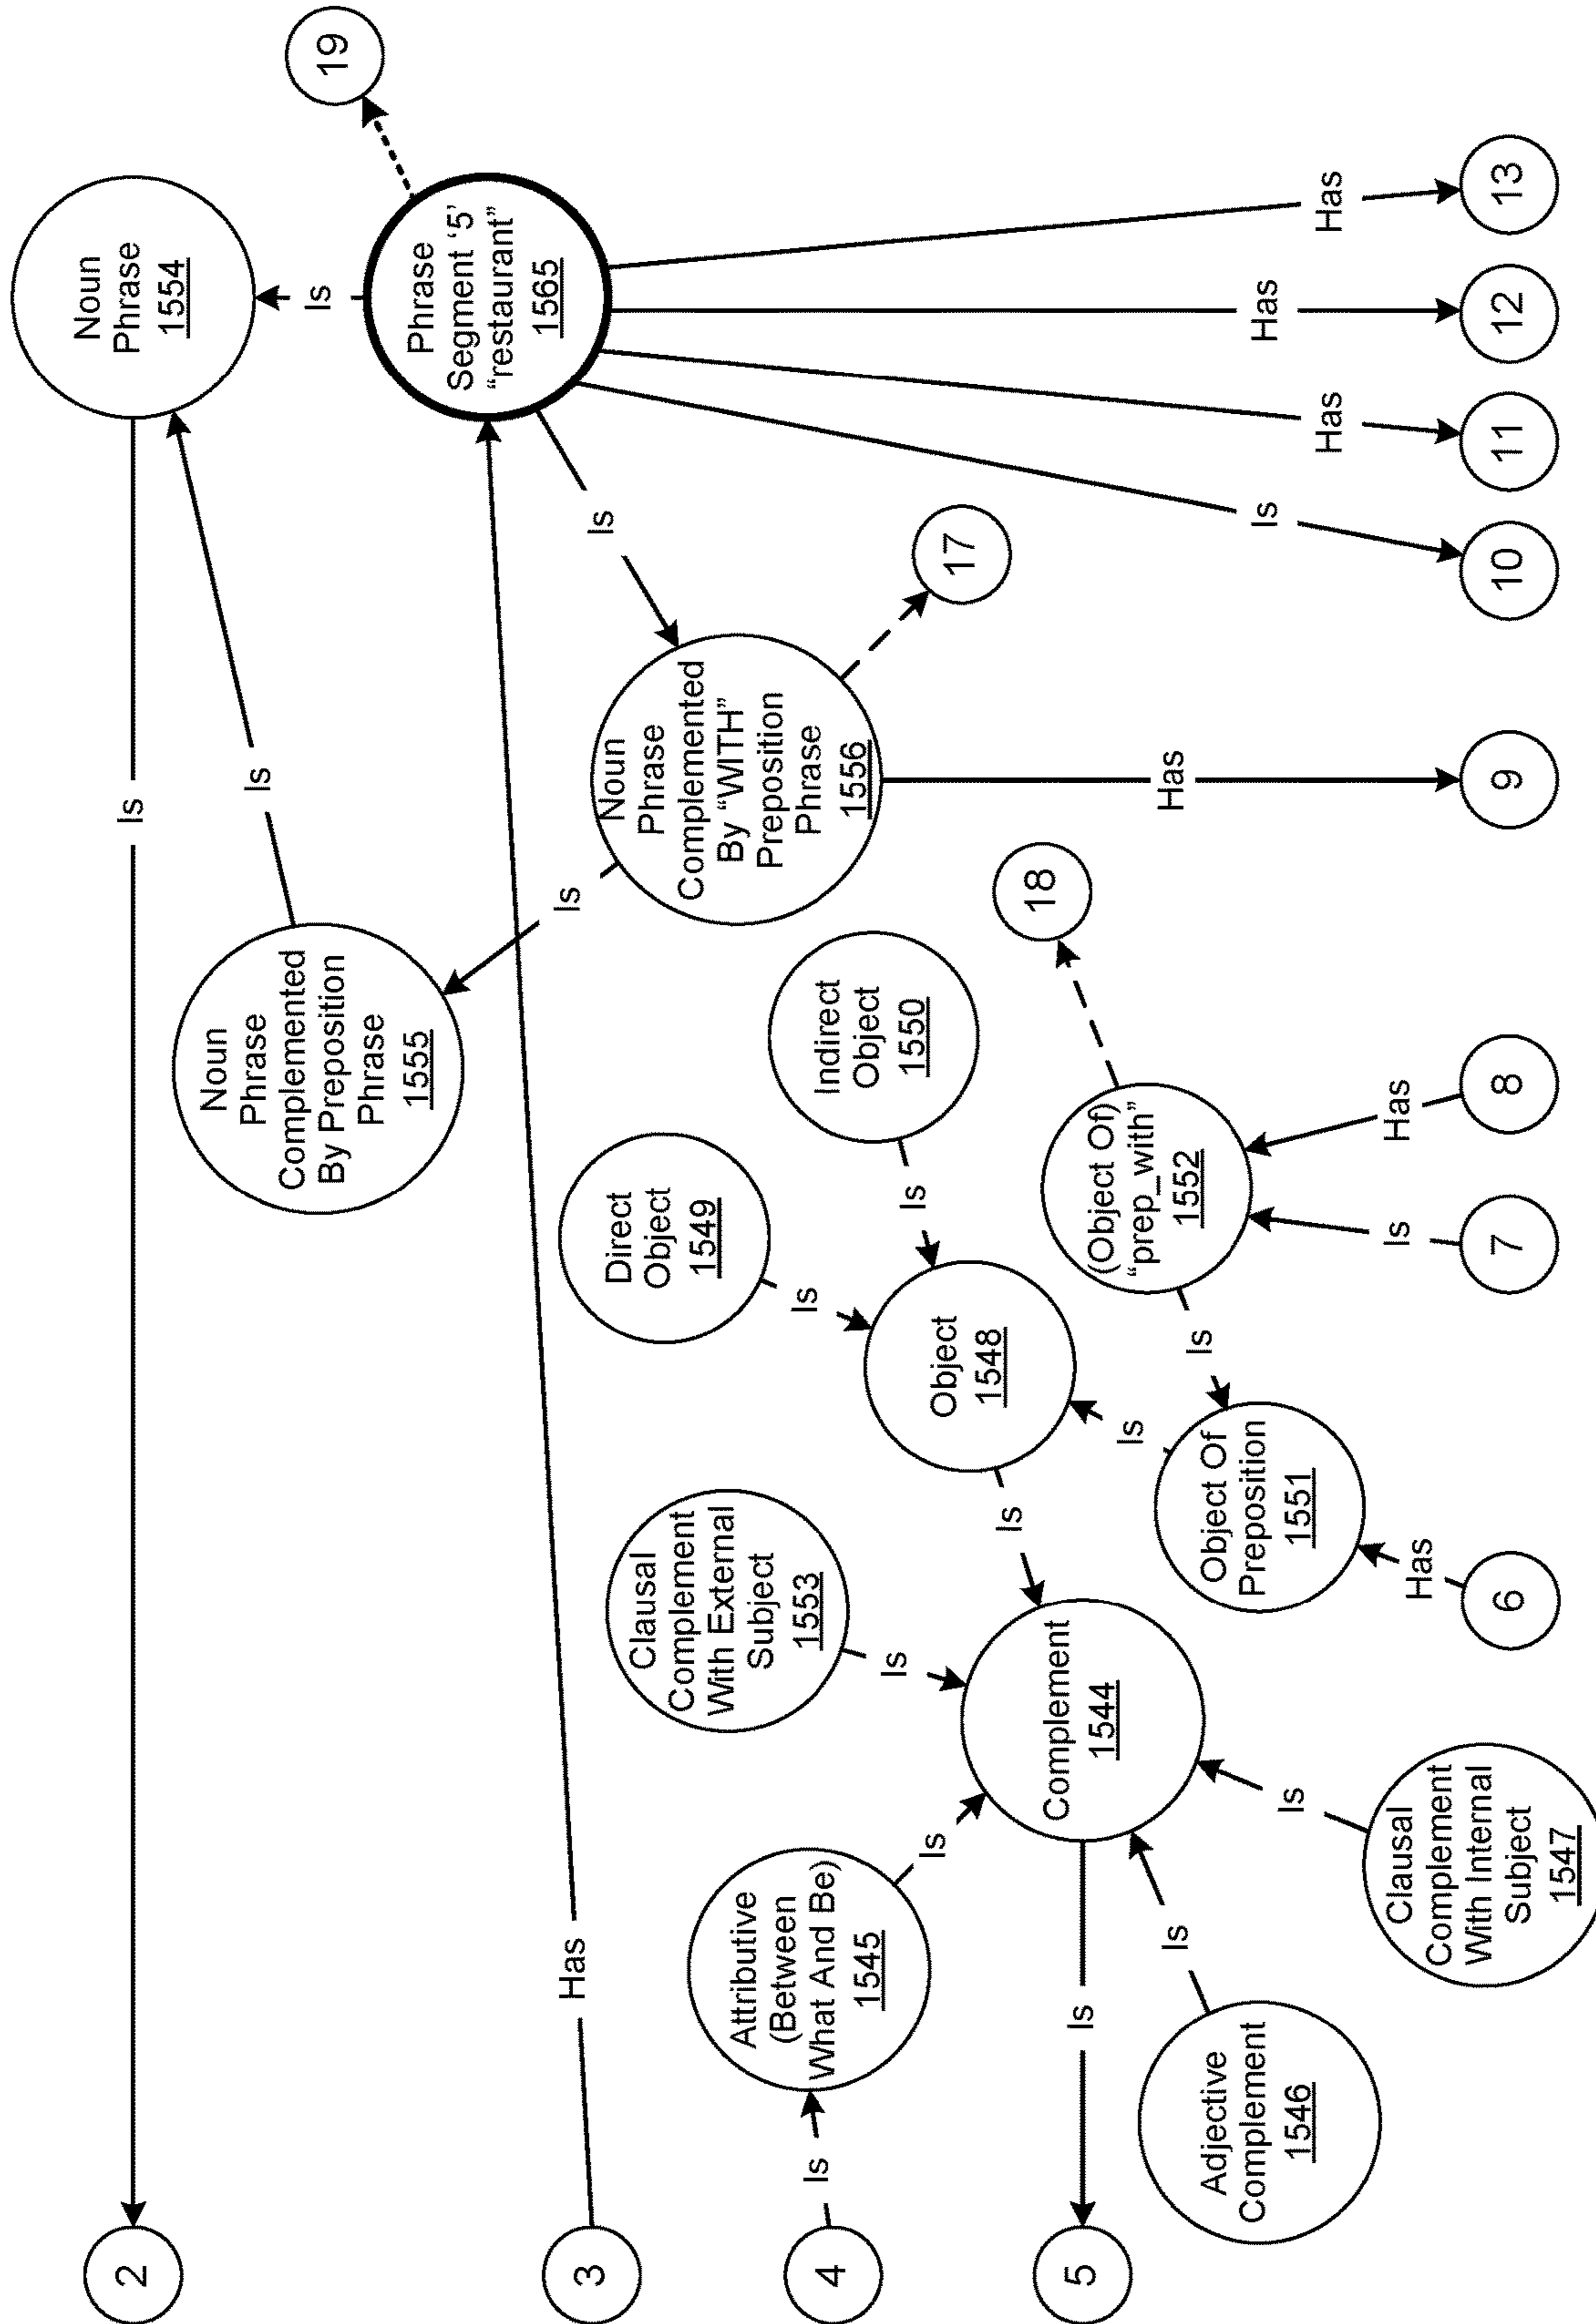 2
Is
Noun
Phrase
1554
Noun
Phrase
Complemented
By Preposition
Phrase
1555
Is
Is
19
3
Has
Is
Is
Phrase
Segment ‘5’
“restaurant”
1565
Noun
Phrase
Complemented
By “WITH”
Preposition
Phrase
1556
4
Is
Attributive
(Between
What And Be)
1545
Is
Clausal
Complement
With External
Subject
1553
Is
Direct
Object
1549
Is
Indirect
Object
1550
Is
Object
1548
Is
17
5
Is
Complement
1544
Is
18
Adjective
Complement
1546
Is
Object Of
Preposition
1551
Is
(Object Of)
“prep_with”
1552
Clausal
Complement
With Internal
Subject
1547
Is
Has
Is
Has
Has
Is
Has
Has
Has
6
7
8
9
10
11
12
13